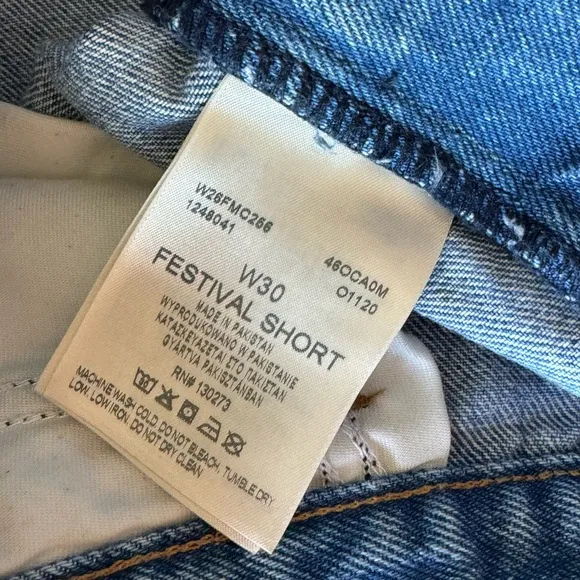 W26FMC266
1248041
46OCA0M
O1120
W30
FESTIVAL SHORT
MADE IN PAKISTAN
WYPRODUKOWANO W PAKISTANIE
ΚΑΤΑΣΚΕΥΑΖΕΤΑΙ ΣΤΟ ΠΑΚΙΣΤΑΝ
GYÁRTVA PAKISZTÁNBAN
RN# 130273
MACHINE WASH COLD, DO NOT BLEACH, TUMBLE DRY
LOW, LOW IRON, DO NOT DRY CLEAN